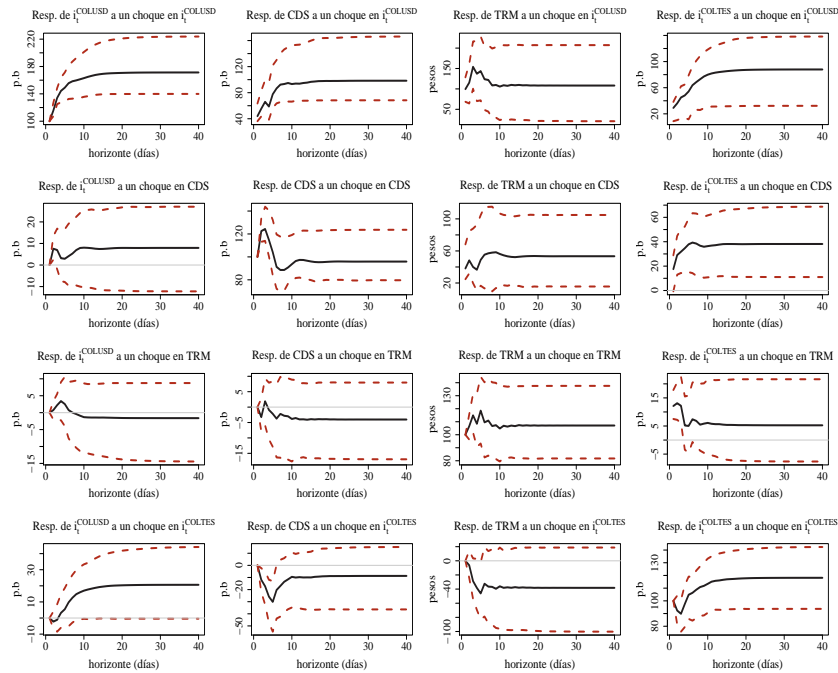 Resp. de i_t^COLUSD a un choque en i_t^COLUSD
p.b
100 140 180 220
0 10 20 30 40
horizonte (días)
Resp. de CDS a un choque en i_t^COLUSD
p.b
40 80 120 160
0 10 20 30 40
horizonte (días)
Resp. de TRM a un choque en i_t^COLUSD
pesos
50 150
0 10 20 30 40
horizonte (días)
Resp. de i_t^COLTES a un choque en i_t^COLUSD
p.b
20 60 100
0 10 20 30 40
horizonte (días)
Resp. de i_t^COLUSD a un choque en CDS
p.b
−10 0 10 20
0 10 20 30 40
horizonte (días)
Resp. de CDS a un choque en CDS
p.b
80 120
0 10 20 30 40
horizonte (días)
Resp. de TRM a un choque en CDS
pesos
20 60 100
0 10 20 30 40
horizonte (días)
Resp. de i_t^COLTES a un choque en CDS
p.b
0 20 40 60
0 10 20 30 40
horizonte (días)
Resp. de i_t^COLUSD a un choque en TRM
p.b
−15 −5 5
0 10 20 30 40
horizonte (días)
Resp. de CDS a un choque en TRM
p.b
−15 −5 5
0 10 20 30 40
horizonte (días)
Resp. de TRM a un choque en TRM
pesos
80 100 130
0 10 20 30 40
horizonte (días)
Resp. de i_t^COLTES a un choque en TRM
p.b
−5 5 15
0 10 20 30 40
horizonte (días)
Resp. de i_t^COLUSD a un choque en i_t^COLTES
p.b
−10 10 30
0 10 20 30 40
horizonte (días)
Resp. de CDS a un choque en i_t^COLTES
p.b
−50 −20 0
0 10 20 30 40
horizonte (días)
Resp. de TRM a un choque en i_t^COLTES
pesos
−100 −40 0
0 10 20 30 40
horizonte (días)
Resp. de i_t^COLTES a un choque en i_t^COLTES
p.b
80 100 130
0 10 20 30 40
horizonte (días)